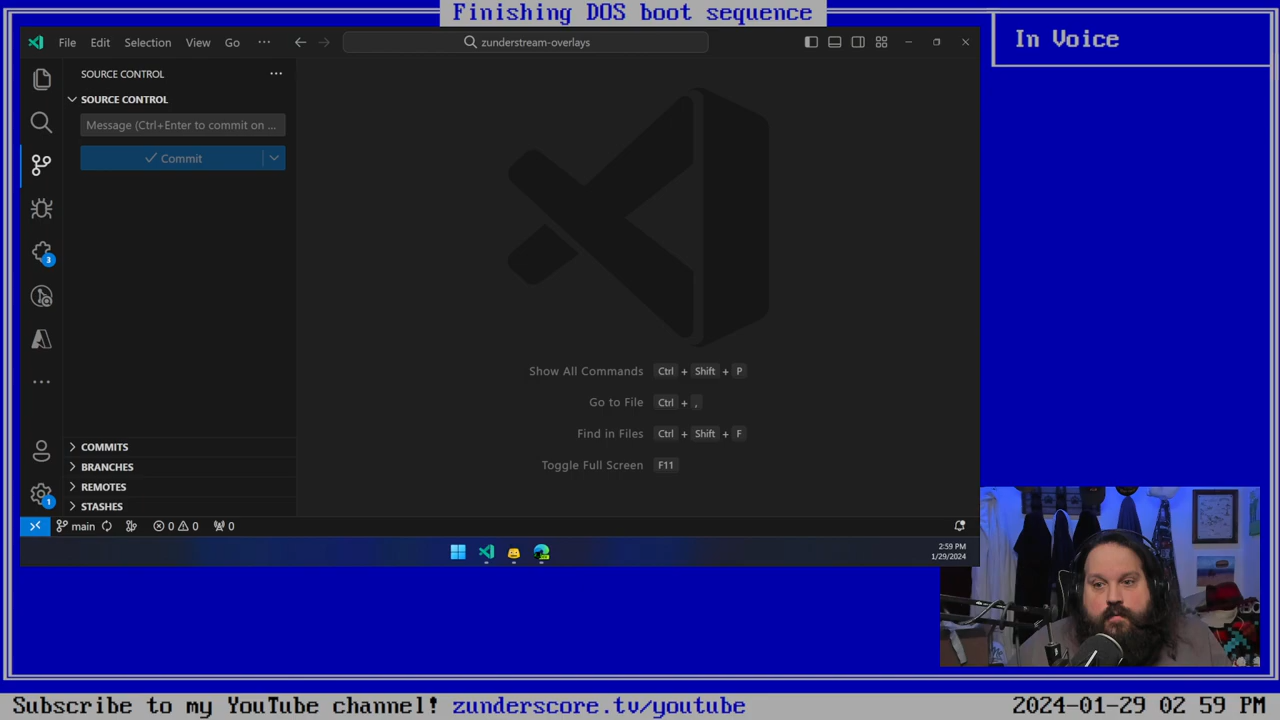 Finishing DOS boot sequence
File Edit Selection View Go
zunderstream-overlays
In Voice
SOURCE CONTROL
SOURCE CONTROL
Message (Ctrl+Enter to commit on ...
Commit
3
Show All Commands Ctrl + Shift + P
Go to File Ctrl + ,
Find in Files Ctrl + Shift + F
Toggle Full Screen F11
COMMITS
BRANCHES
REMOTES
STASHES
1
main 0 0 0
2:59 PM
1/29/2024
Subscribe to my YouTube channel! zunderscore.tv/youtube 2024-01-29 02 59 PM